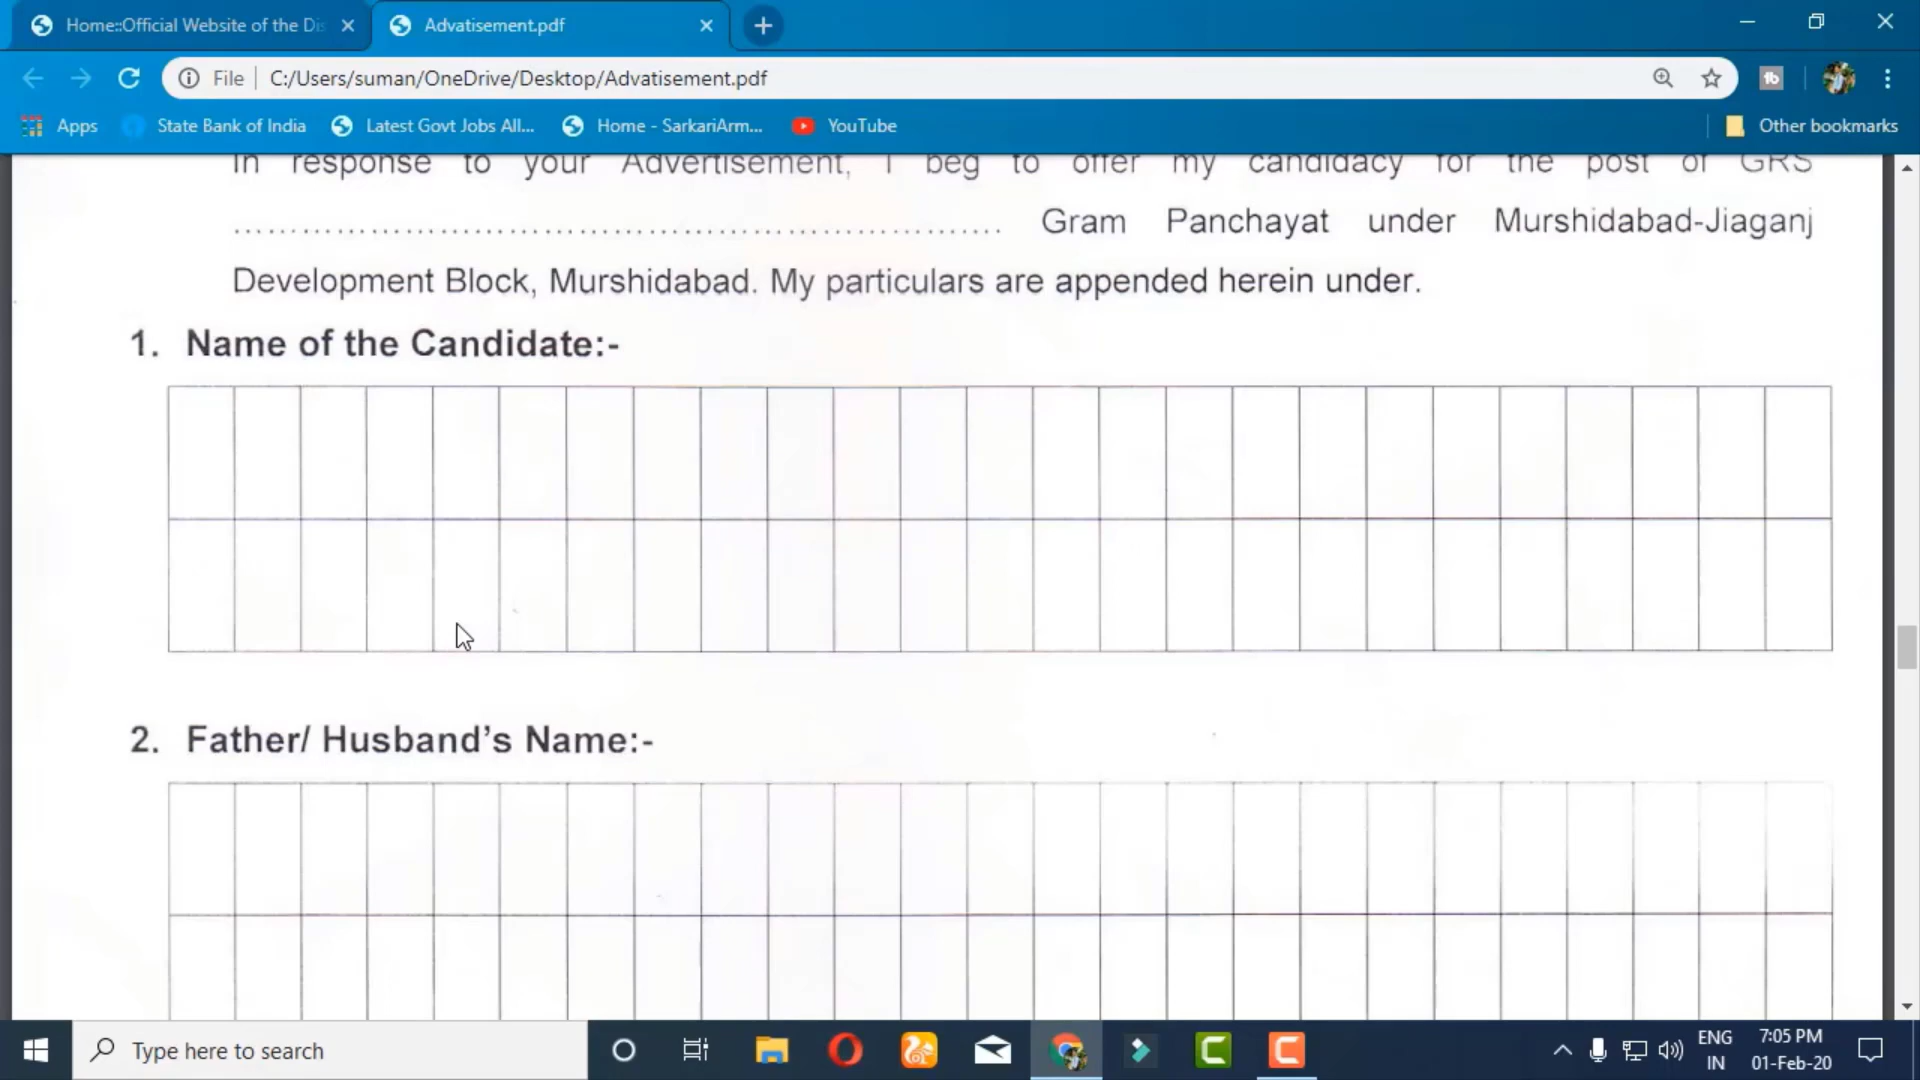 Home::Official Website of the Dis
Advatisement.pdf
File
C:/Users/suman/OneDrive/Desktop/Advatisement.pdf
Apps
State Bank of India
Latest Govt Jobs All...
Home - SarkariArm...
YouTube
Other bookmarks
In response to your Advertisement, I beg to offer my candidacy for the post of GRS
................................................................ Gram Panchayat under Murshidabad-Jiaganj
Development Block, Murshidabad. My particulars are appended herein under.
1. Name of the Candidate:-
2. Father/ Husband's Name:-
Type here to search
ENG
IN
7:05 PM
01-Feb-20